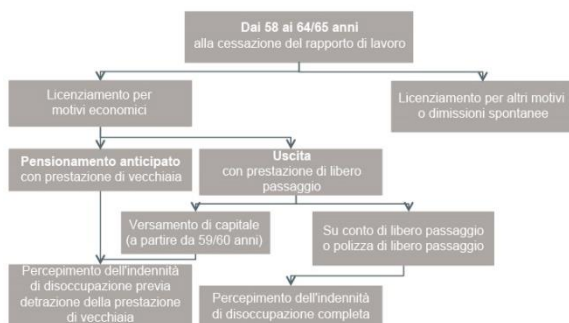 Dai 58 ai 64/65 anni
alla cessazione del rapporto di lavoro
Licenziamento per
motivi economici
Licenziamento per altri motivi
o dimissioni spontanee
Pensionamento anticipato
con prestazione di vecchiaia
Uscita
con prestazione di libero
passaggio
Versamento di capitale
(a partire da 59/60 anni)
Su conto di libero passaggio
o polizza di libero passaggio
Percepimento dell'indennità
di disoccupazione previa
detrazione della prestazione
di vecchiaia
Percepimento dell'indennità
di disoccupazione completa